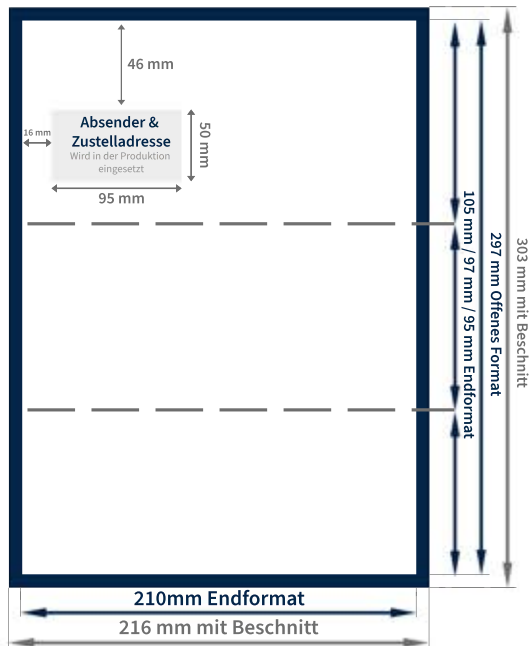 46 mm
16 mm
Absender &
Zustelladresse
Wird in der Produktion
eingesetzt
50 mm
95 mm
105 mm / 97 mm / 95 mm Endformat
297 mm Offenes Format
303 mm mit Beschnitt
210mm Endformat
216 mm mit Beschnitt